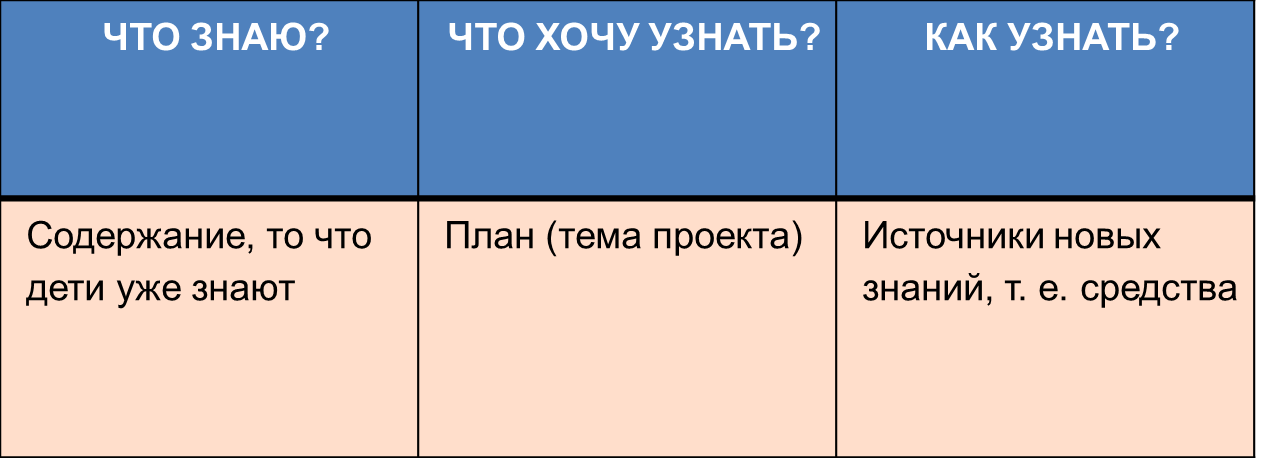 ЧТО ЗНАЮ?
ЧТО ХОЧУ УЗНАТЬ?
КАК УЗНАТЬ?
Содержание, то что
дети уже знают
План (тема проекта)
Источники новых
знаний, т. е. средства